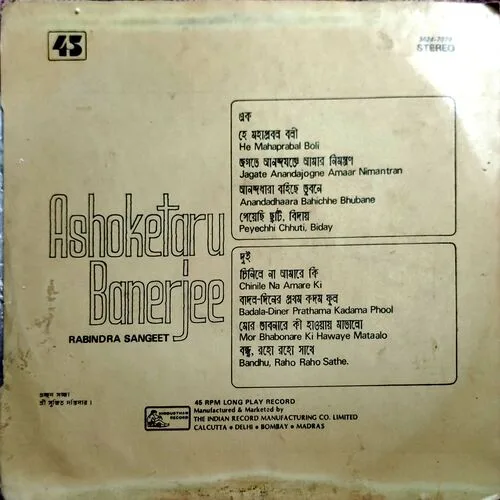 45
STEREO
এক
হে মহাপ্রবল বলী
He Mahaprabal Boli
জগতে আনন্দযজ্ঞে আমার নিমন্ত্রণ
Jagate Anandajogne Amaar Nimantran
আনন্দধারা বহিছে ভুবনে
Anandadhaara Bahichhe Bhubane
পেয়েছি ছুটি, বিদায়
Peyechhi Chhuti, Biday
Ashoketaru
Banerjee
RABINDRA SANGEET
দুই
চিনিলে না আমারে কি
Chinile Na Amare Ki
বাদল-দিনের প্রথম কদম ফুল
Badala-Diner Prathama Kadama Phool
মোর ভাবনারে কী হাওয়ায় মাতালো
Mor Bhabonare Ki Hawaye Mataalo
বন্ধু, রহো রহো সাথে
Bandhu, Raho Raho Sathe.
প্রচ্ছদ সজ্জা
HINDUSTHAN
RECORD
45 RPM LONG PLAY RECORD
Manufactured & Marketed by
THE INDIAN RECORD MANUFACTURING CO. LIMITED
CALCUTTA • DELHI • BOMBAY • MADRAS